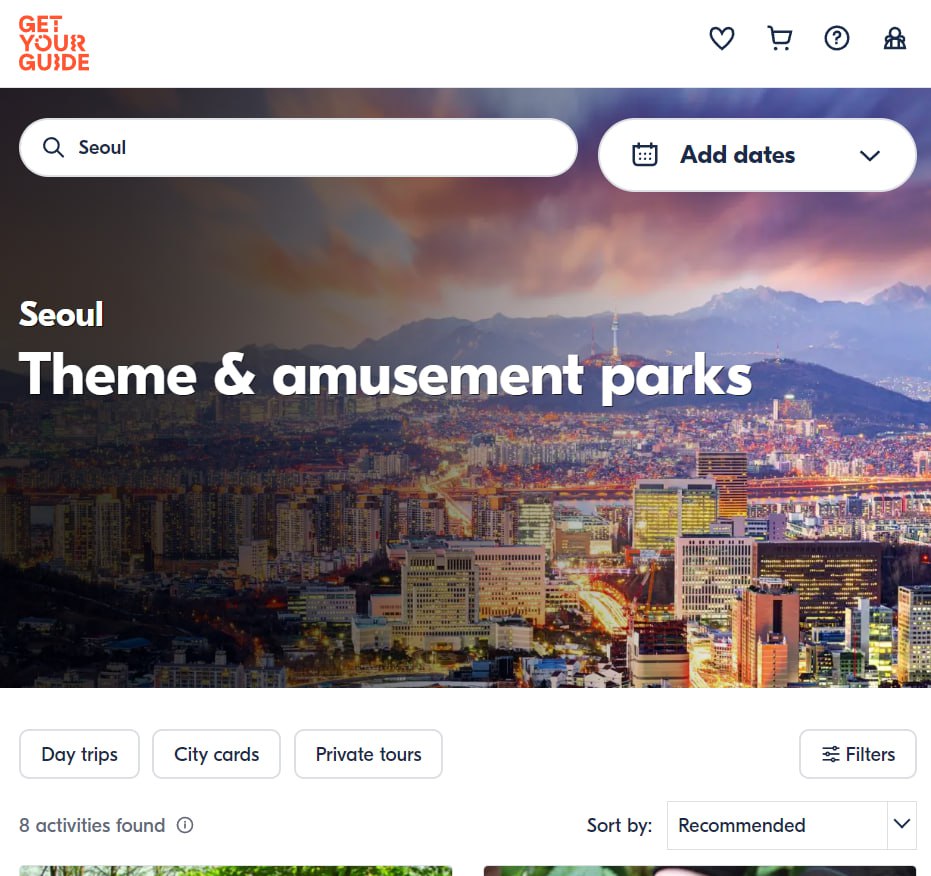 GET
YOUR
GUIDE
Seoul
Add dates
Seoul
Theme & amusement parks
Day trips
City cards
Private tours
Filters
8 activities found
Sort by:
Recommended